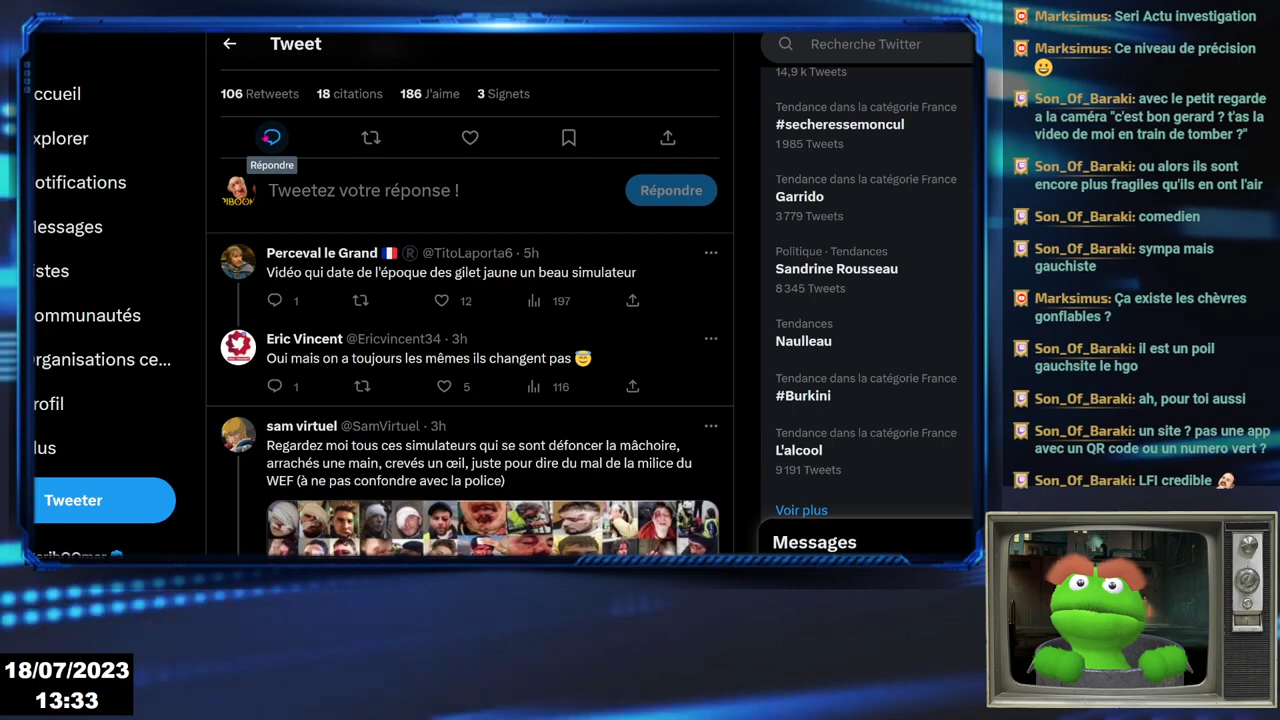 Tweet
Recherche Twitter
ccueil
xplorer
otifications
essages
istes
ommunautés
rganisations ce...
rofil
lus
Tweeter
106 Retweets 18 citations 186 J'aime 3 Signets
Répondre
Tweetez votre réponse !
Répondre
Perceval le Grand 🇫🇷 Ⓡ @TitoLaporta6 · 5h
Vidéo qui date de l'époque des gilet jaune un beau simulateur
1 12 197
Eric Vincent @Ericvincent34 · 3h
Oui mais on a toujours les mêmes ils changent pas 😇
1 5 116
sam virtuel @SamVirtuel · 3h
Regardez moi tous ces simulateurs qui se sont défoncer la mâchoire,
arrachés une main, crevés un œil, juste pour dire du mal de la milice du
WEF (à ne pas confondre avec la police)
14,9 k Tweets
Tendance dans la catégorie France
#secheressemoncul
1 985 Tweets
Tendance dans la catégorie France
Garrido
3 779 Tweets
Politique · Tendances
Sandrine Rousseau
8 345 Tweets
Tendances
Naulleau
Tendance dans la catégorie France
#Burkini
Tendance dans la catégorie France
L'alcool
9 191 Tweets
Voir plus
Messages
Marksimus: Seri Actu investigation
Marksimus: Ce niveau de précision
😀
Son_Of_Baraki: avec le petit regarde
a la caméra "c'est bon gerard ? t'as la
video de moi en train de tomber ?"
Son_Of_Baraki: ou alors ils sont
encore plus fragiles qu'ils en ont l'air
Son_Of_Baraki: comedien
Son_Of_Baraki: sympa mais
gauchiste
Marksimus: Ça existe les chèvres
gonflables ?
Son_Of_Baraki: il est un poil
gauchsite le hgo
Son_Of_Baraki: ah, pour toi aussi
Son_Of_Baraki: un site ? pas une app
avec un QR code ou un numero vert ?
Son_Of_Baraki: LFI credible
18/07/2023
13:33